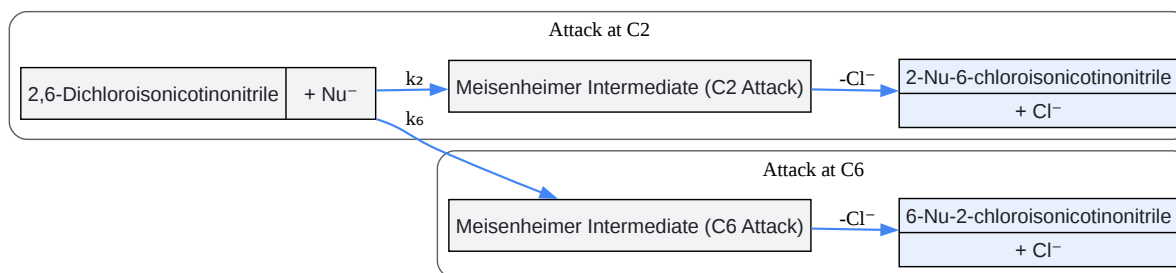 Attack at C2
2,6-Dichloroisonicotinonitrile
+ Nu⁻
k₂
Meisenheimer Intermediate (C2 Attack)
-Cl⁻
2-Nu-6-chloroisonicotinonitrile
+ Cl⁻
k₆
Attack at C6
Meisenheimer Intermediate (C6 Attack)
-Cl⁻
6-Nu-2-chloroisonicotinonitrile
+ Cl⁻